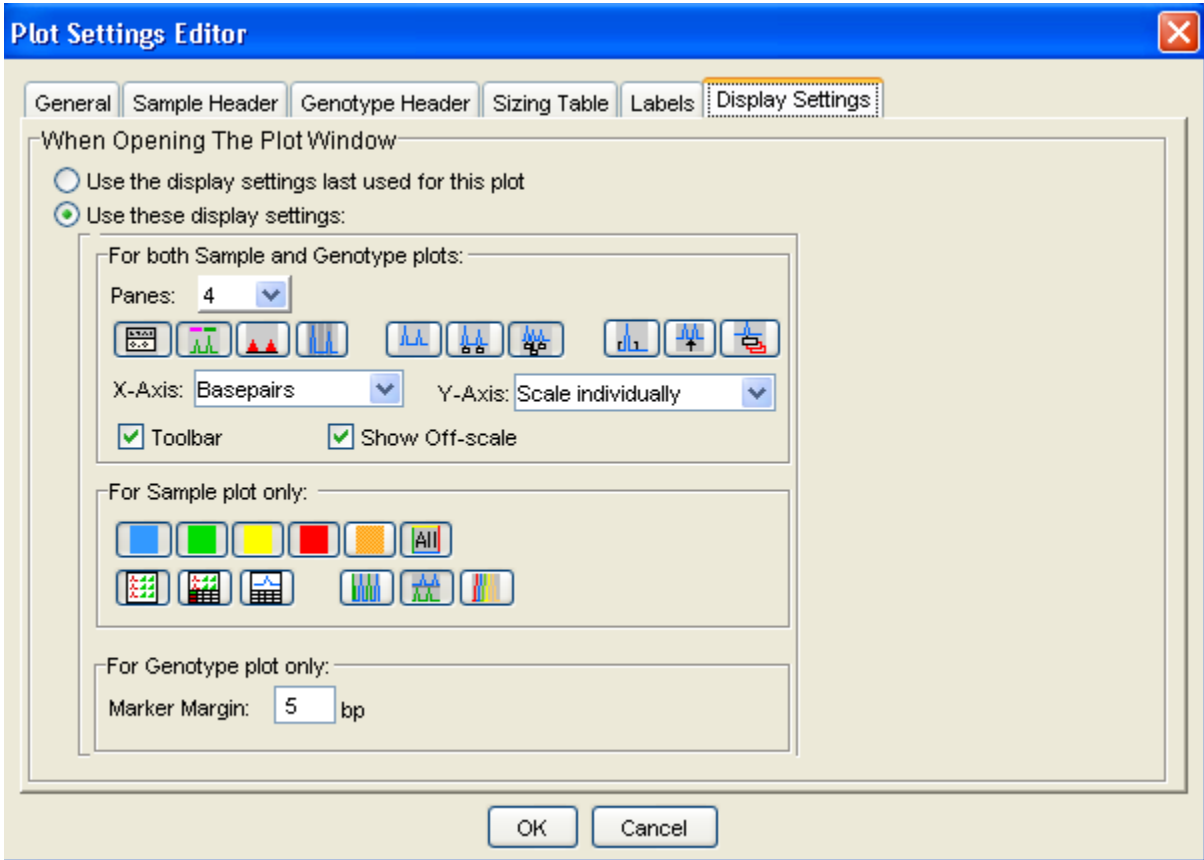 Plot Settings Editor
General Sample Header Genotype Header Sizing Table Labels Display Settings
When Opening The Plot Window
Use the display settings last used for this plot
Use these display settings:
For both Sample and Genotype plots:
Panes: 4
X-Axis: Basepairs Y-Axis: Scale individually
Toolbar Show Off-scale
For Sample plot only:
All
For Genotype plot only:
Marker Margin: 5 bp
OK Cancel